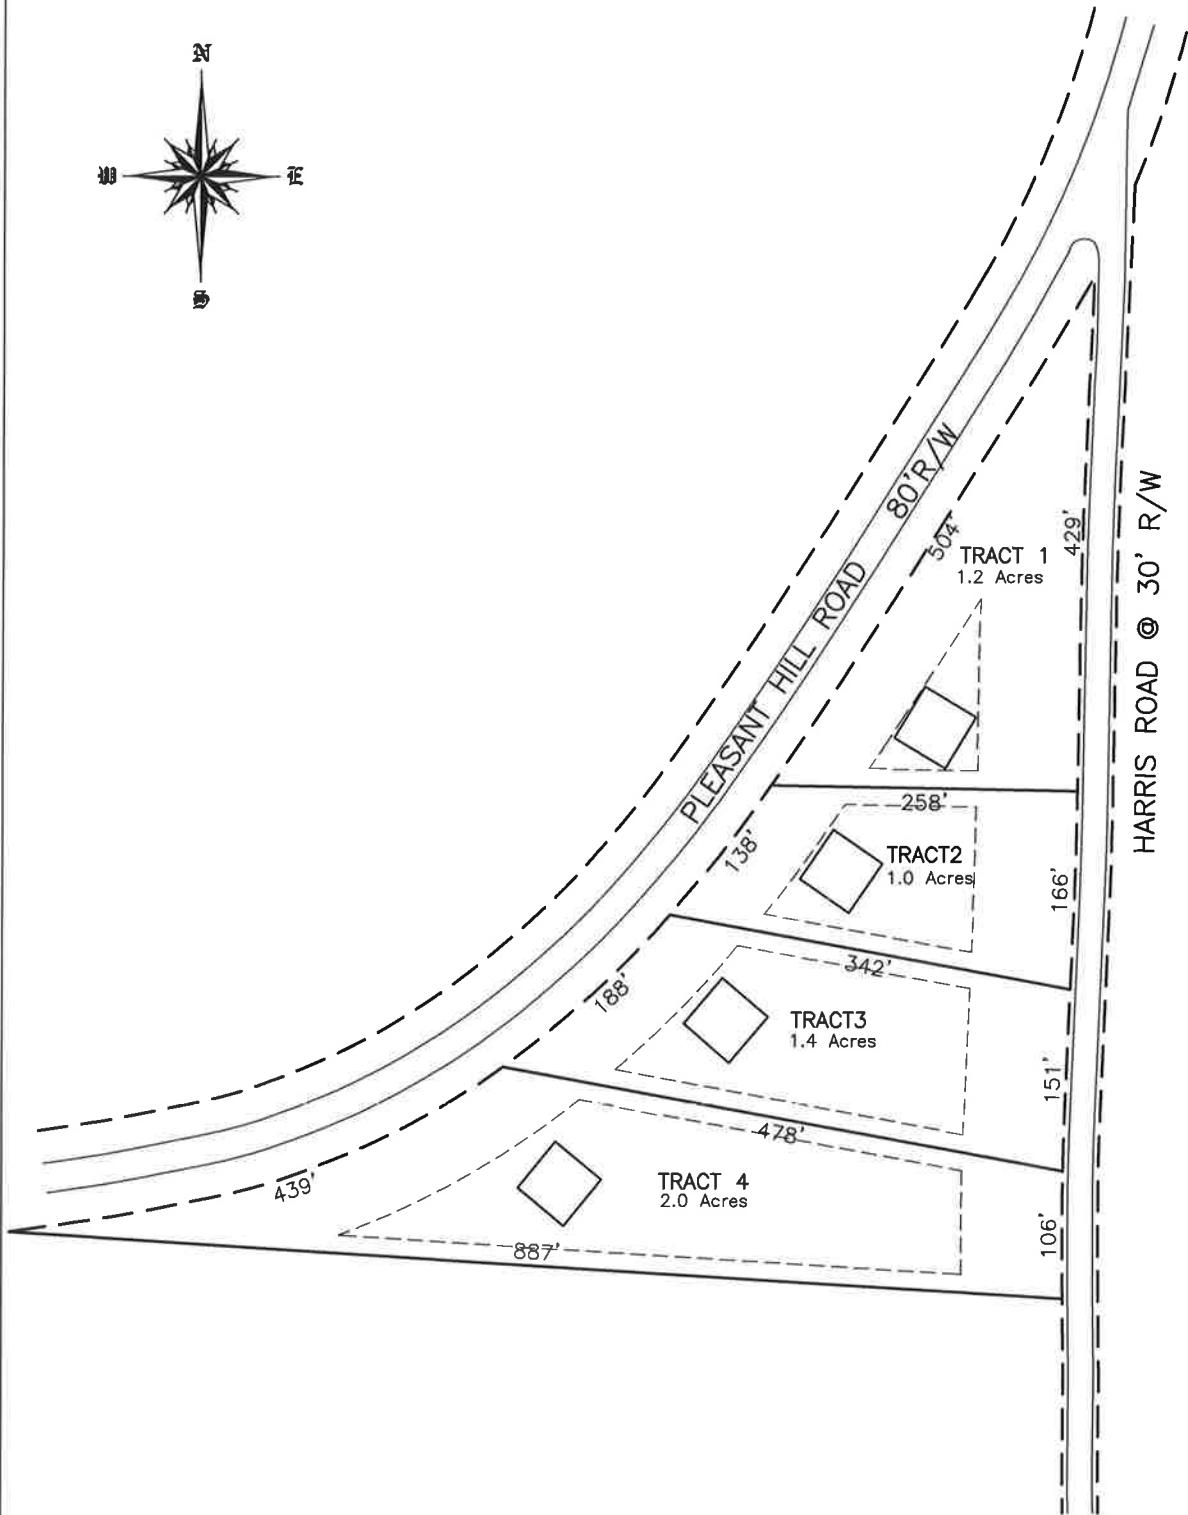 N
W
E
S
PLEASANT HILL ROAD 80'R/W
504'
TRACT 1
1.2 Acres
429'
HARRIS ROAD @ 30' R/W
258'
138'
TRACT2
1.0 Acres
166'
342'
188'
TRACT3
1.4 Acres
151'
478'
439'
TRACT 4
2.0 Acres
106'
887'